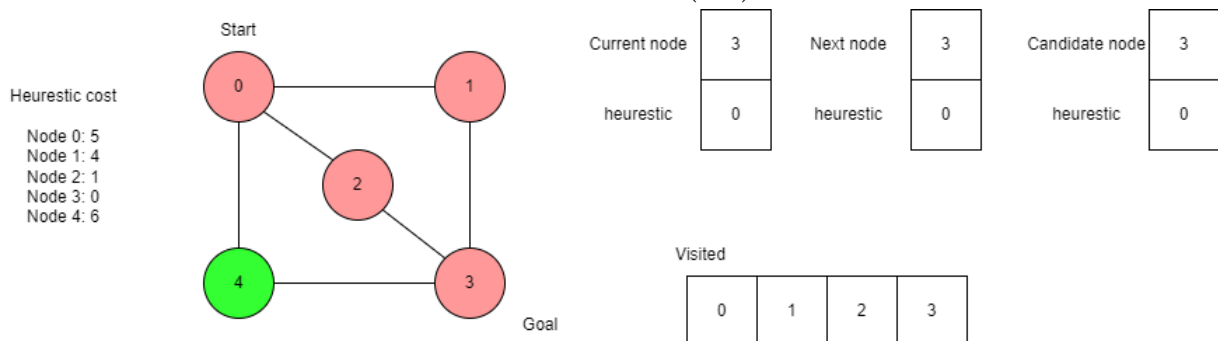 Start
Current node
3
Next node
3
Candidate node
3
0
1
Heurestic cost
heurestic
0
heurestic
0
heurestic
0
Node 0: 5
Node 1: 4
Node 2: 1
Node 3: 0
Node 4: 6
2
Visited
4
3
0
1
2
3
Goal